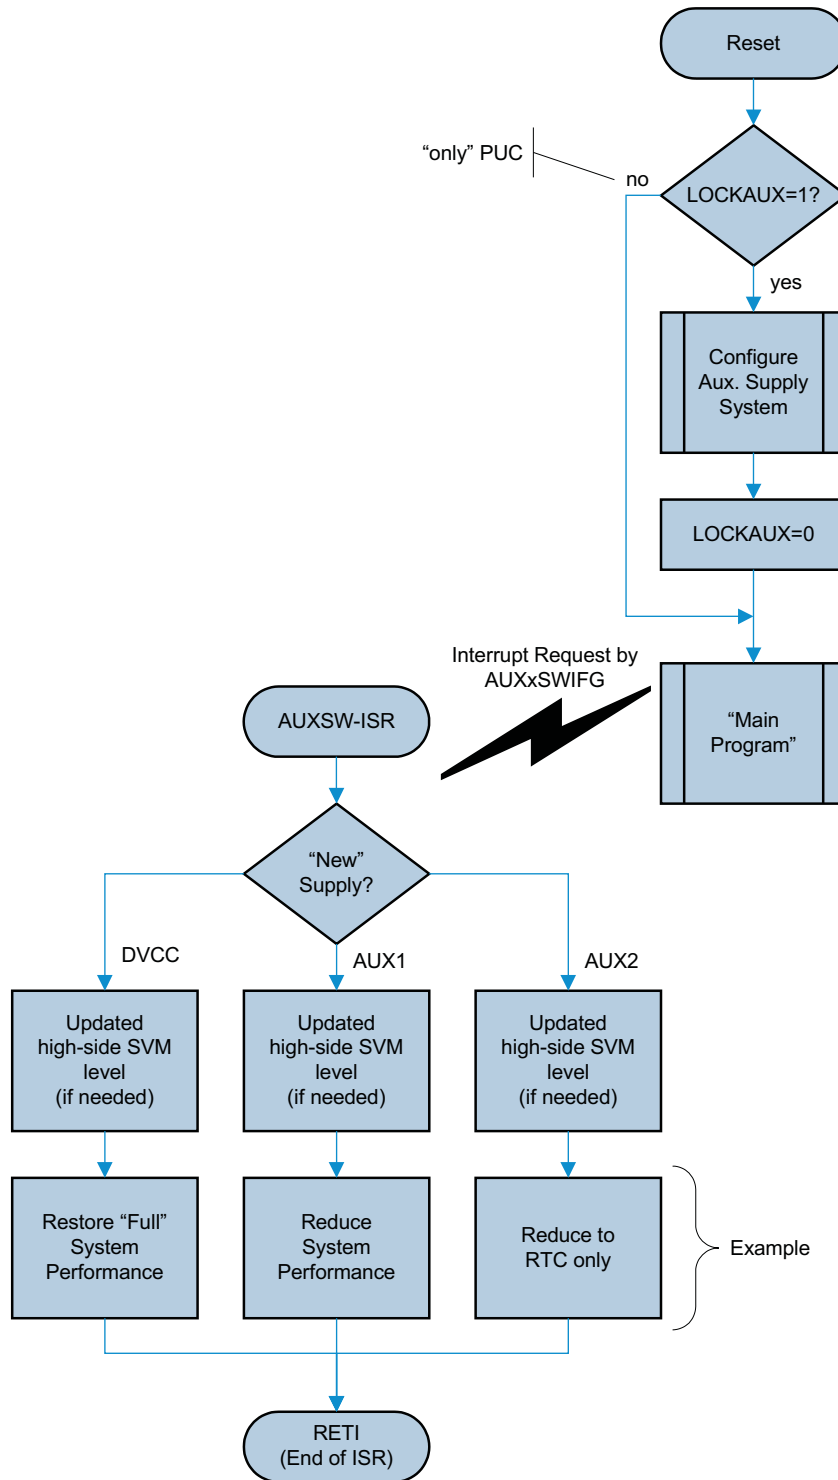 Reset
“only” PUC
no
LOCKAUX=1?
yes
Configure
Aux. Supply
System
LOCKAUX=0
Interrupt Request by
AUXxSWIFG
“Main
Program”
AUXSW-ISR
“New”
Supply?
DVCC
AUX1
AUX2
Updated
high-side SVM
level
(if needed)
Updated
high-side SVM
level
(if needed)
Updated
high-side SVM
level
(if needed)
Restore “Full”
System
Performance
Reduce
System
Performance
Reduce to
RTC only
Example
RETI
(End of ISR)